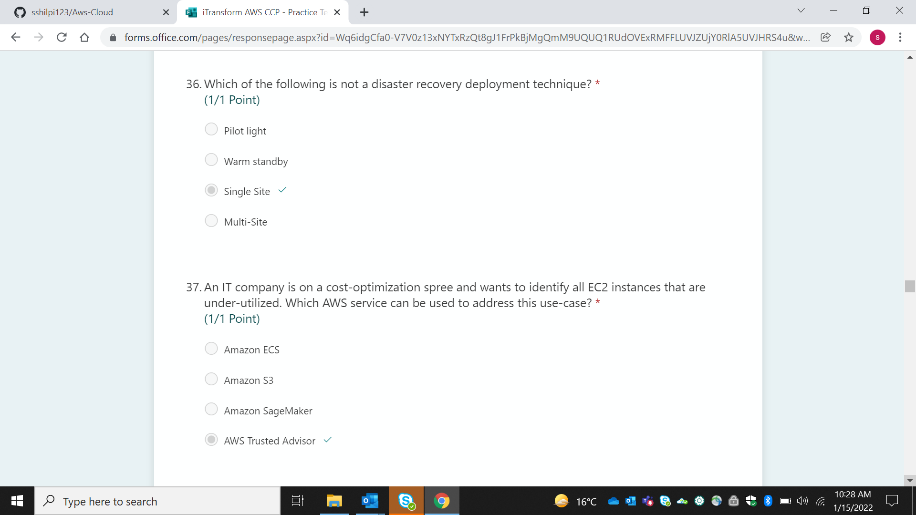 sshilpi123/Aws-Cloud
iTransform AWS CCP - Practice Te
forms.office.com/pages/responsepage.aspx?id=Wq6idgCfa0-V7V0z13xNYTxRzQt8gJ1FrPkBjMgQmM9UQUQ1RUdOVExRMFFLUVJZUjY0RlA5UVJHRS4u&w...
S
36. Which of the following is not a disaster recovery deployment technique? *
(1/1 Point)
Pilot light
Warm standby
Single Site
Multi-Site
37. An IT company is on a cost-optimization spree and wants to identify all EC2 instances that are
under-utilized. Which AWS service can be used to address this use-case? *
(1/1 Point)
Amazon ECS
Amazon S3
Amazon SageMaker
AWS Trusted Advisor
Type here to search
16°C
10:28 AM
1/15/2022